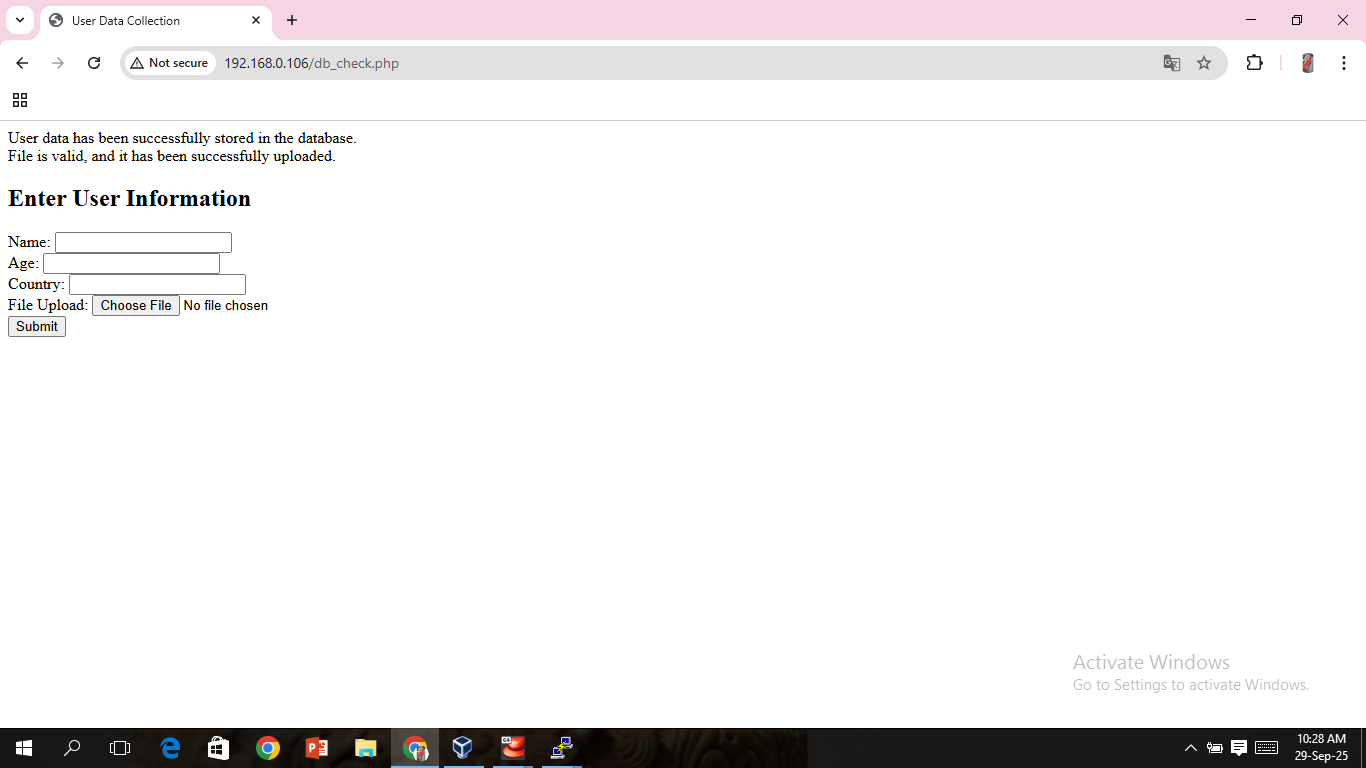 User Data Collection
Not secure
192.168.0.106/db_check.php
User data has been successfully stored in the database.
File is valid, and it has been successfully uploaded.
Enter User Information
Name:
Age:
Country:
File Upload: Choose File No file chosen
Submit
Activate Windows
Go to Settings to activate Windows.
10:28 AM
29-Sep-25